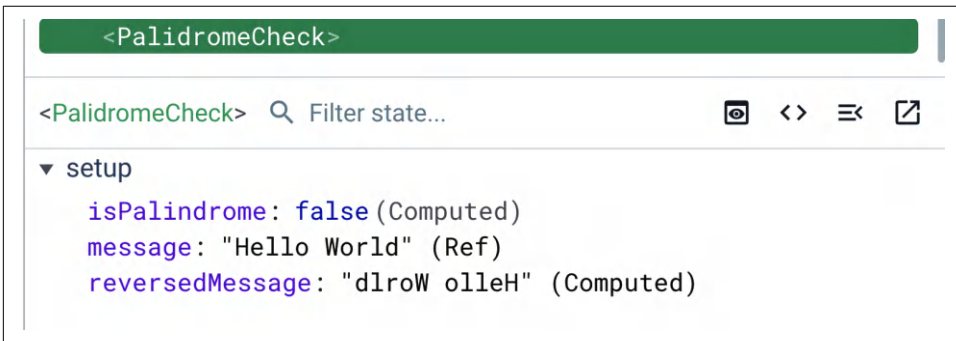 <PalidromeCheck>
<PalidromeCheck> Filter state...
setup
isPalindrome: false (Computed)
message: "Hello World" (Ref)
reversedMessage: "dlroW olleH" (Computed)